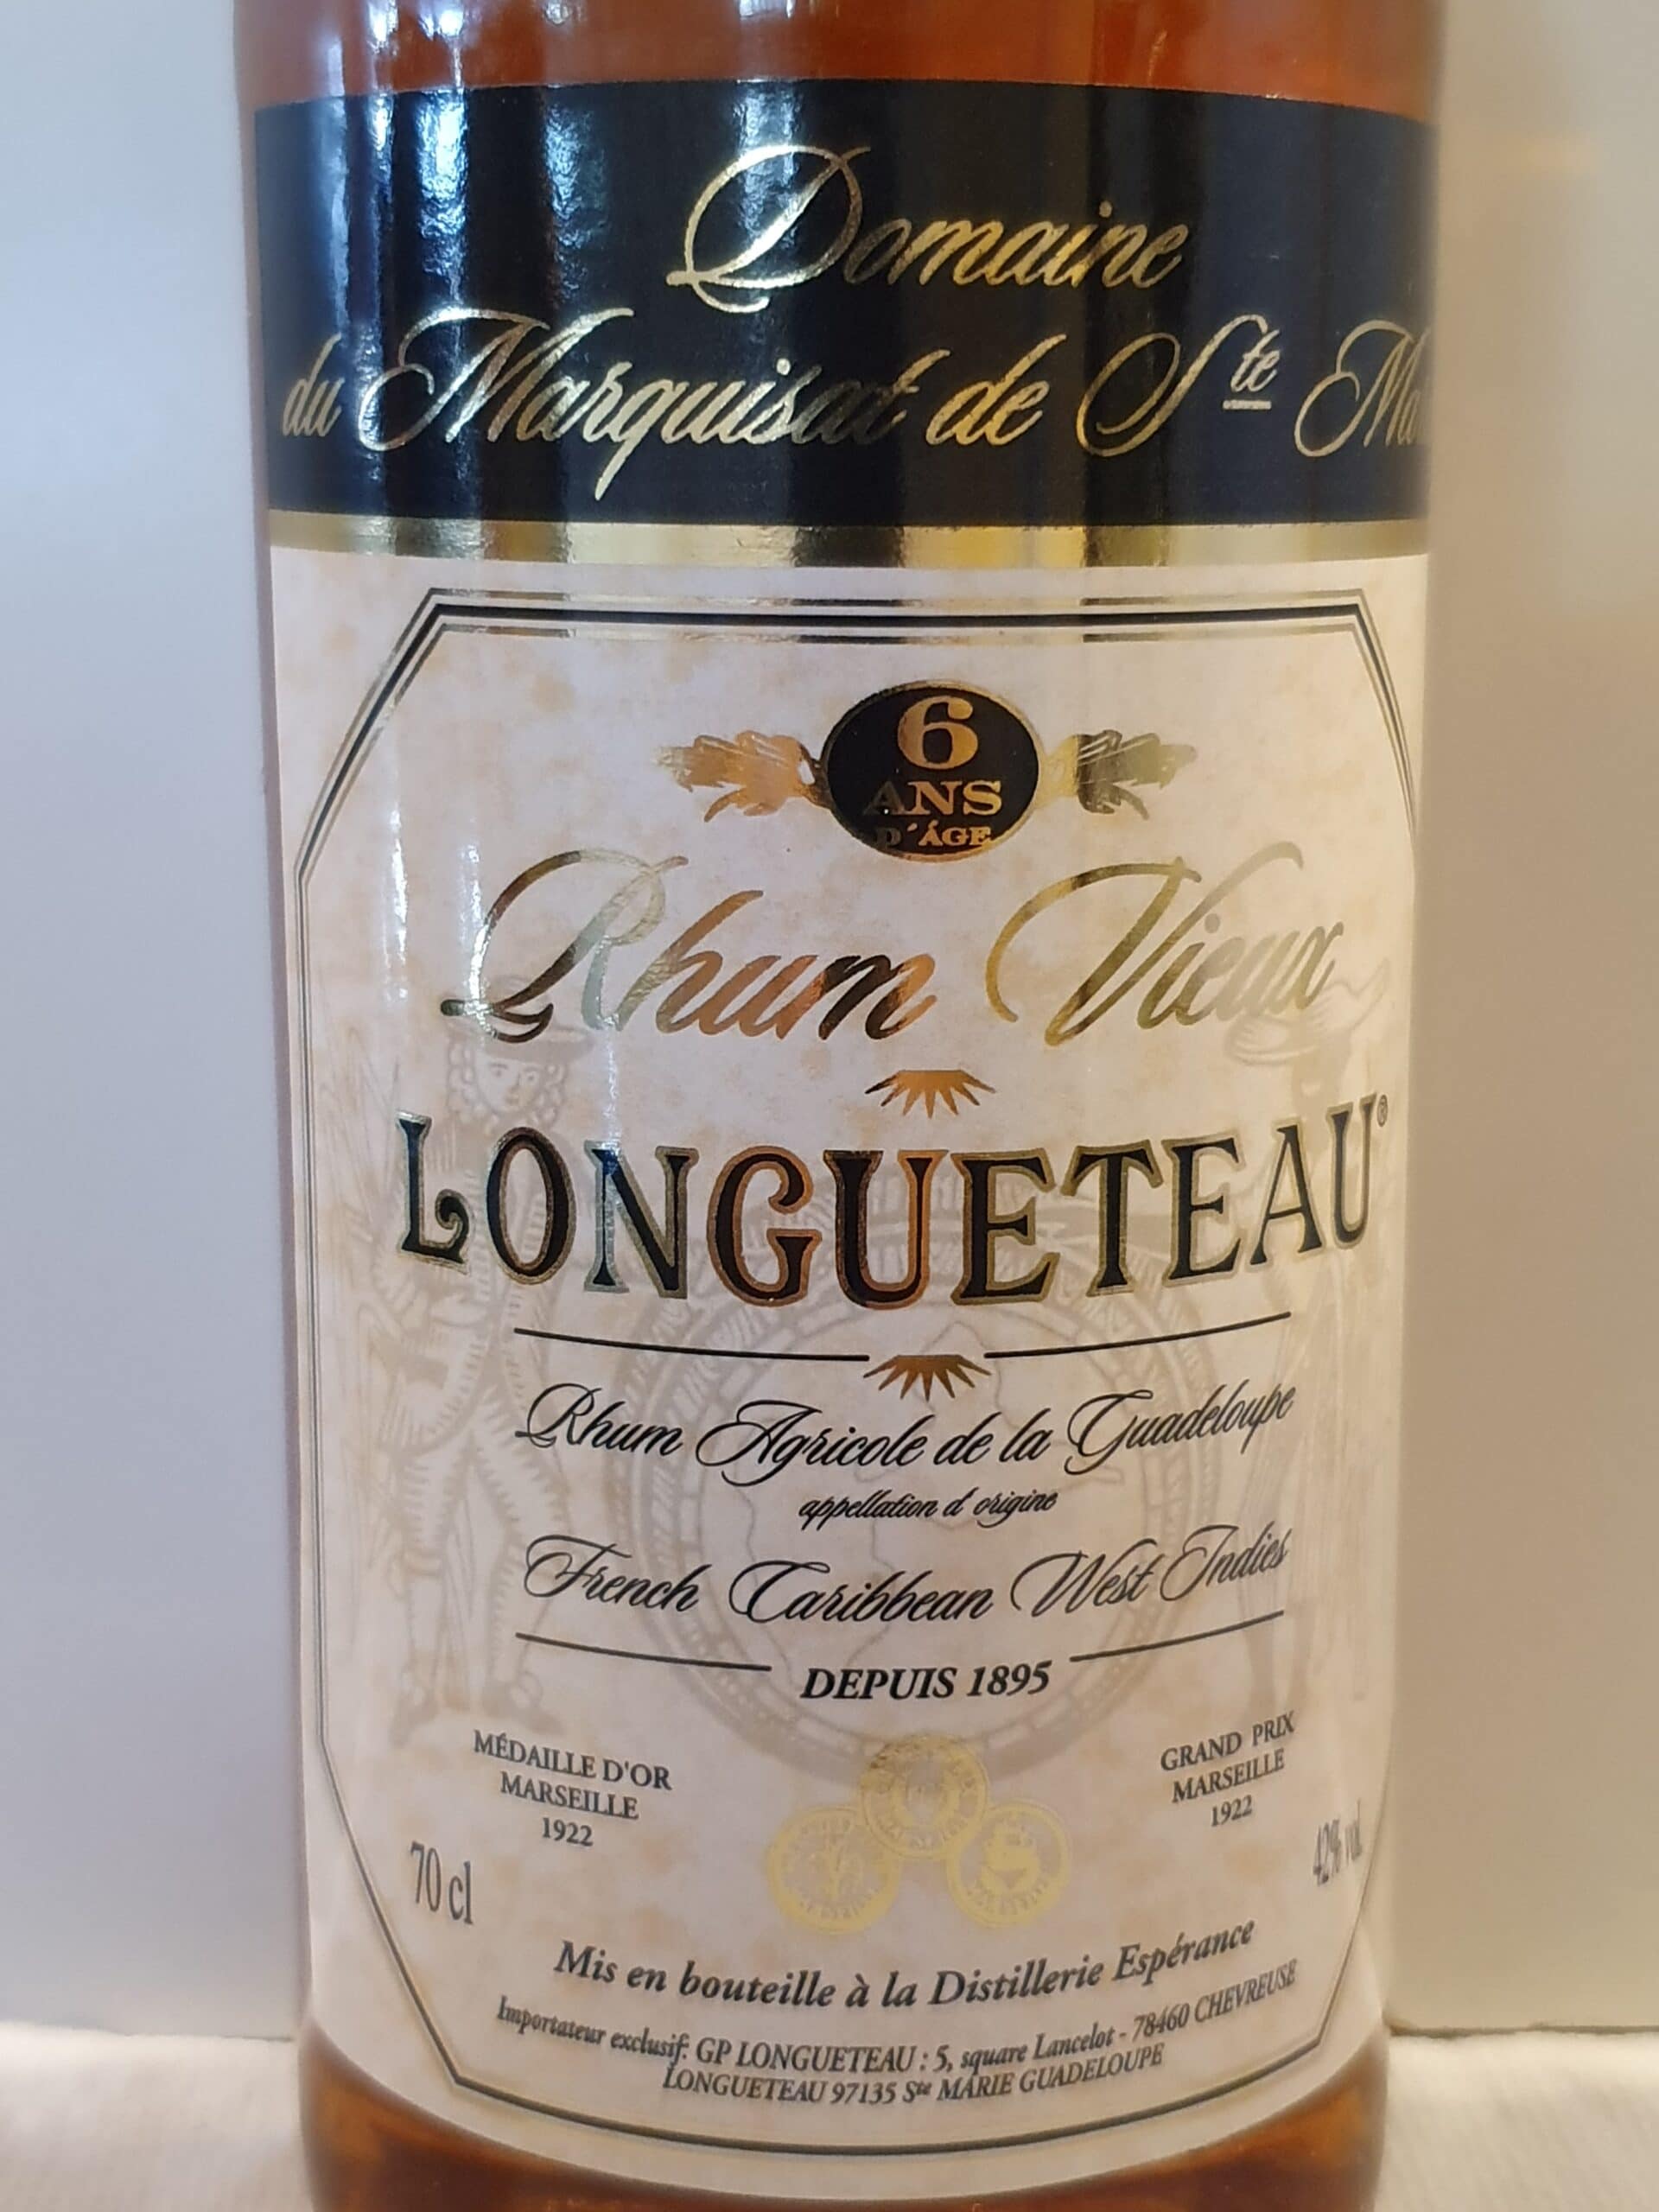 Domaine
du Marquisat de Ste
6
ANS
D'ÂGE
Rhum Vieux
LONGUETEAU®
Rhum Agricole de la Guadeloupe
appellation d'origine
French Caribbean West Indies
DEPUIS 1895
MÉDAILLE D'OR
MARSEILLE
1922
GRAND PRIX
MARSEILLE
1922
70 cl
42% vol.
Mis en bouteille à la Distillerie Espérance
Importateur exclusif: GP LONGUETEAU : 5, square Lancelot - 78460 CHEVREUSE
LONGUETEAU 97135 Ste MARIE GUADELOUPE